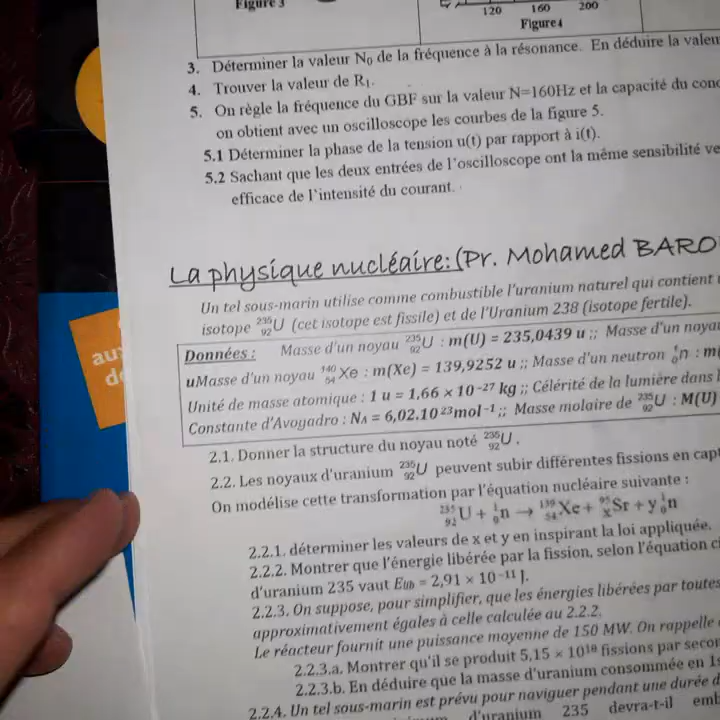 Figure 3
120 160 200
Figure4
3. Déterminer la valeur N₀ de la fréquence à la résonance. En déduire la valeur
4. Trouver la valeur de R₁.
5. On règle la fréquence du GBF sur la valeur N=160Hz et la capacité du
on obtient avec un oscilloscope les courbes de la figure 5.
5.1 Déterminer la phase de la tension u(t) par rapport à i(t).
5.2 Sachant que les deux entrées de l'oscilloscope ont la même sensibilité
efficace de l'intensité du courant.
La physique nucléaire: (Pr. Mohamed BARO
Un tel sous-marin utilise comme combustible l'uranium naturel qui contient
isotope ²³⁵₉₂U (cet isotope est fissile) et de l'Uranium 238 (isotope fertile).
Données : Masse d'un noyau ²³⁵₉₂U : m(U) = 235,0439 u ;; Masse d'un
uMasse d'un noyau ¹⁴⁰₅₄Xe : m(Xe) = 139,9252 u ;; Masse d'un neutron ¹₀n :
Unité de masse atomique : 1 u = 1,66 × 10⁻²⁷ kg ;; Célérité de la lumière dans
Constante d'Avogadro : NA = 6,02.10²³mol⁻¹ ;; Masse molaire de ²³⁵₉₂U : M(U)
2.1. Donner la structure du noyau noté ²³⁵₉₂U .
2.2. Les noyaux d'uranium ²³⁵₉₂U peuvent subir différentes fissions en
On modélise cette transformation par l'équation nucléaire suivante :
²³⁵₉₂U + ¹₀n → ¹³⁹₅₄Xe + ⁹⁵ₓSr + y¹₀n
2.2.1. déterminer les valeurs de x et y en inspirant la loi appliquée.
2.2.2. Montrer que l'énergie libérée par la fission, selon l'équation
d'uranium 235 vaut Elib = 2,91 × 10⁻¹¹ J.
2.2.3. On suppose, pour simplifier, que les énergies libérées par
approximativement égales à celle calculée au 2.2.2.
Le réacteur fournit une puissance moyenne de 150 MW. On rappelle
2.2.3.a. Montrer qu'il se produit 5,15 × 10¹⁸ fissions par
2.2.3.b. En déduire que la masse d'uranium consommée en
2.2.4. Un tel sous-marin est prévu pour naviguer pendant une durée
d'uranium 235 devra-t-il